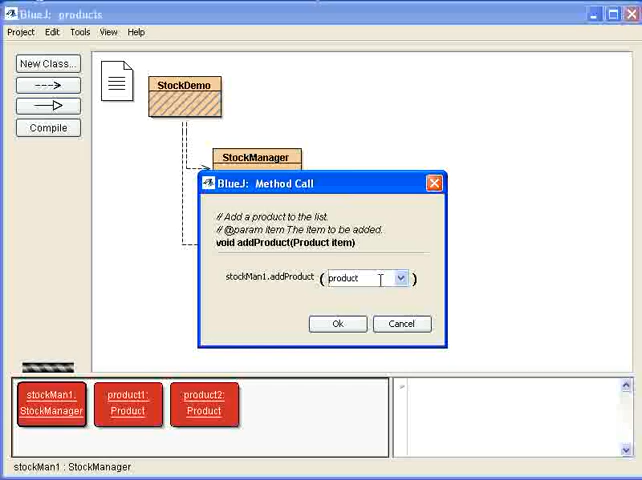 BlueJ: products
Project Edit Tools View Help
New Class...
Compile
StockDemo
StockManager
BlueJ: Method Call
// Add a product to the list.
// @param item The item to be added.
void addProduct(Product item)
stockMan1.addProduct ( product )
Ok Cancel
stockMan1:
StockManager
product1:
Product
product2:
Product
stockMan1 : StockManager